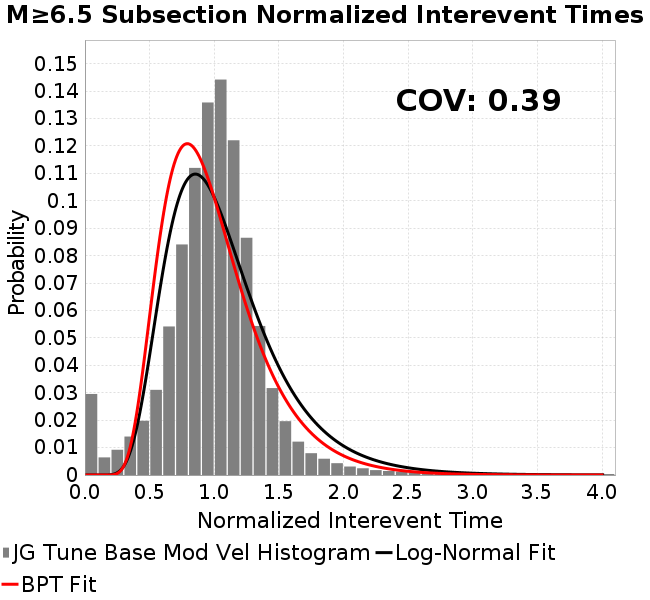 M≥6.5 Subsection Normalized Interevent Times
COV: 0.39
Probability
0.15
0.14
0.13
0.12
0.11
0.1
0.09
0.08
0.07
0.06
0.05
0.04
0.03
0.02
0.01
0
0.0 0.5 1.0 1.5 2.0 2.5 3.0 3.5 4.0
Normalized Interevent Time
JG Tune Base Mod Vel Histogram Log-Normal Fit
BPT Fit